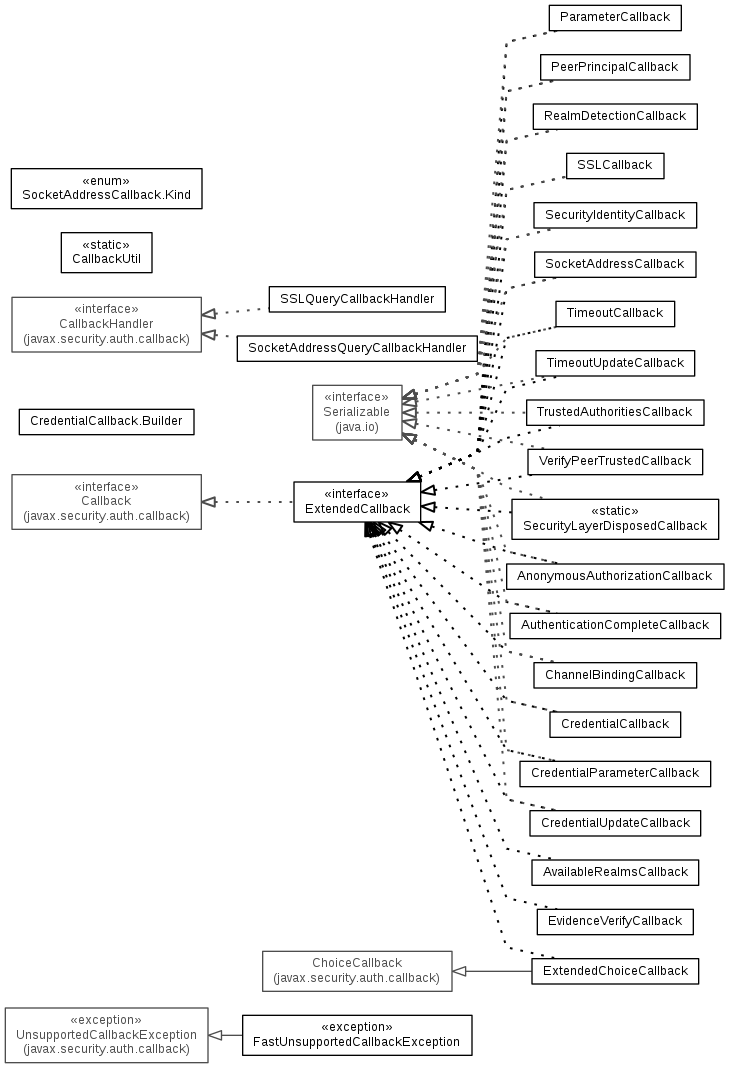 ParameterCallback
PeerPrincipalCallback
RealmDetectionCallback
SSLCallback
«enum»
SocketAddressCallback.Kind
SecurityIdentityCallback
«static»
CallbackUtil
SocketAddressCallback
SSLQueryCallbackHandler
«interface»
CallbackHandler
(javax.security.auth.callback)
TimeoutCallback
SocketAddressQueryCallbackHandler
TimeoutUpdateCallback
«interface»
Serializable
(java.io)
TrustedAuthoritiesCallback
CredentialCallback.Builder
VerifyPeerTrustedCallback
«interface»
Callback
(javax.security.auth.callback)
«interface»
ExtendedCallback
«static»
SecurityLayerDisposedCallback
AnonymousAuthorizationCallback
AuthenticationCompleteCallback
ChannelBindingCallback
CredentialCallback
CredentialParameterCallback
CredentialUpdateCallback
AvailableRealmsCallback
EvidenceVerifyCallback
ChoiceCallback
(javax.security.auth.callback)
ExtendedChoiceCallback
«exception»
UnsupportedCallbackException
(javax.security.auth.callback)
«exception»
FastUnsupportedCallbackException